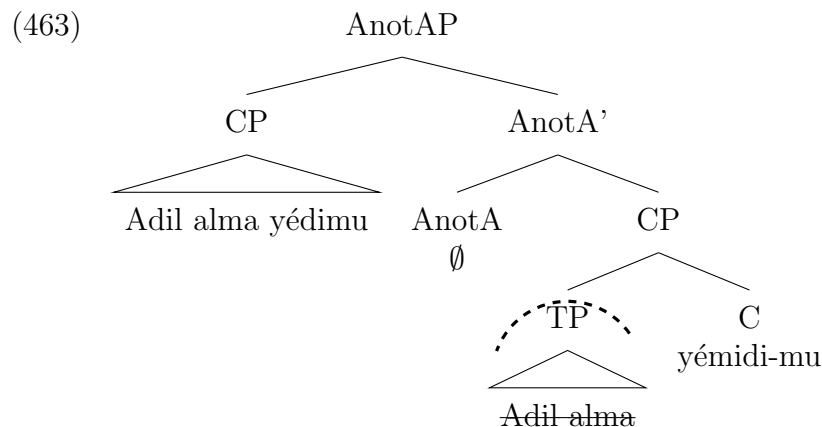 (463) AnotAP
CP AnotA’
Adil alma yédimu AnotA CP
∅
TP C
yémidi-mu
Adil alma